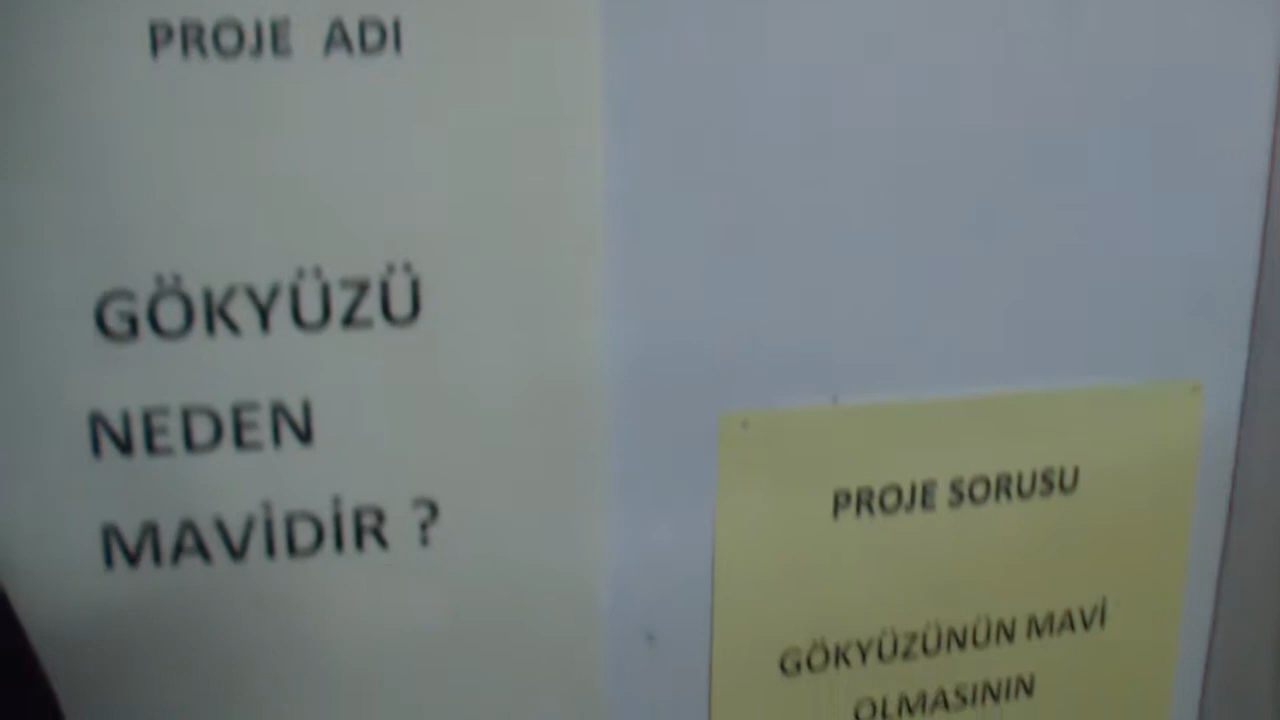 PROJE ADI
GÖKYÜZÜ
NEDEN
MAVİDİR ?
PROJE SORUSU
GÖKYÜZÜNÜN MAVİ
OLMASININ